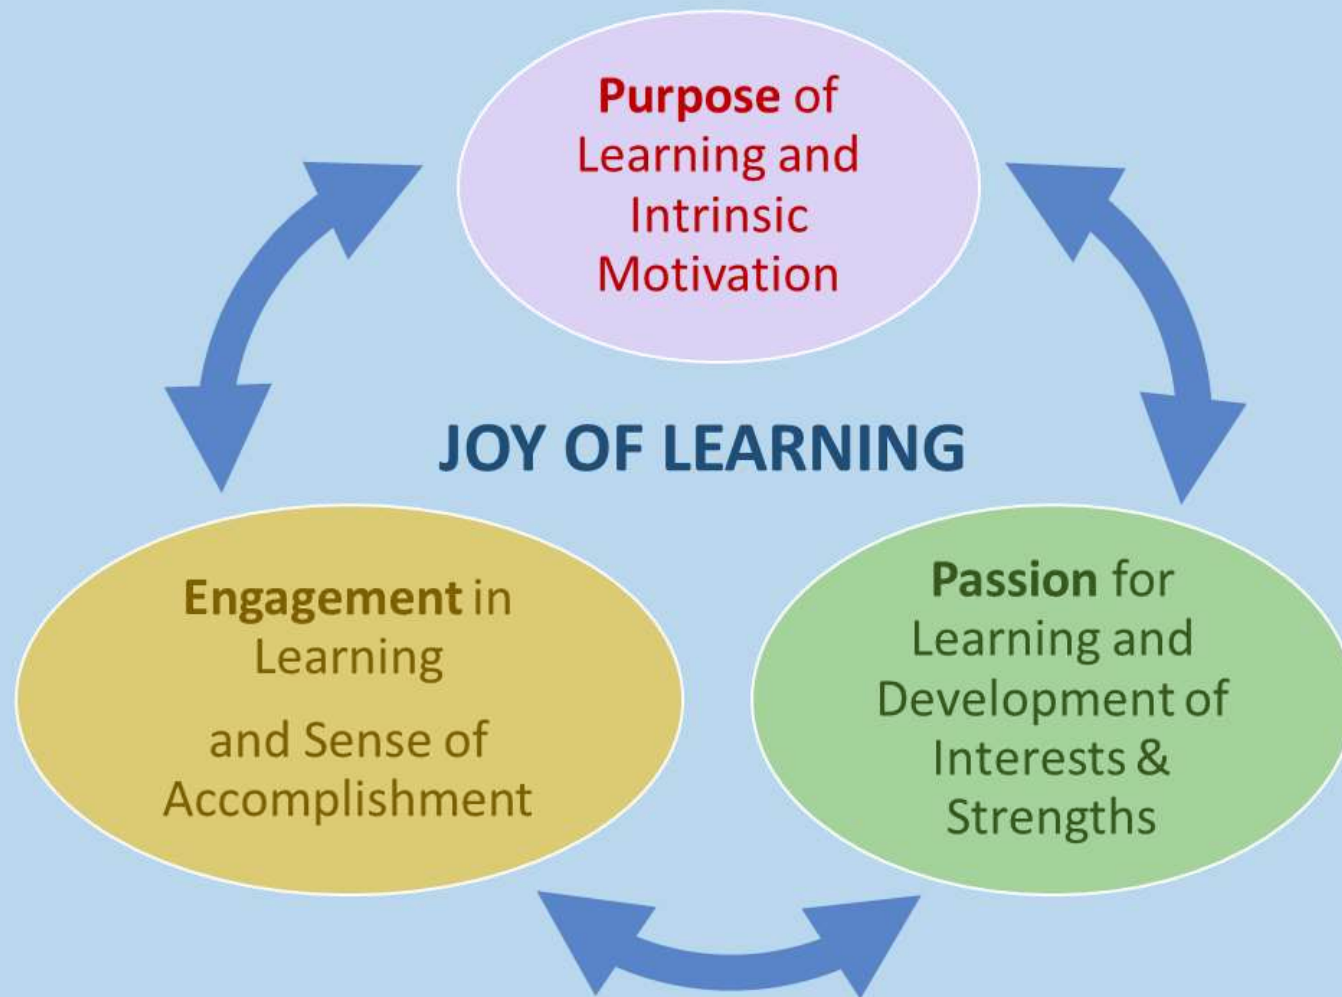 Purpose of
Learning and
Intrinsic
Motivation
JOY OF LEARNING
Engagement in
Learning
and Sense of
Accomplishment
Passion for
Learning and
Development of
Interests &
Strengths